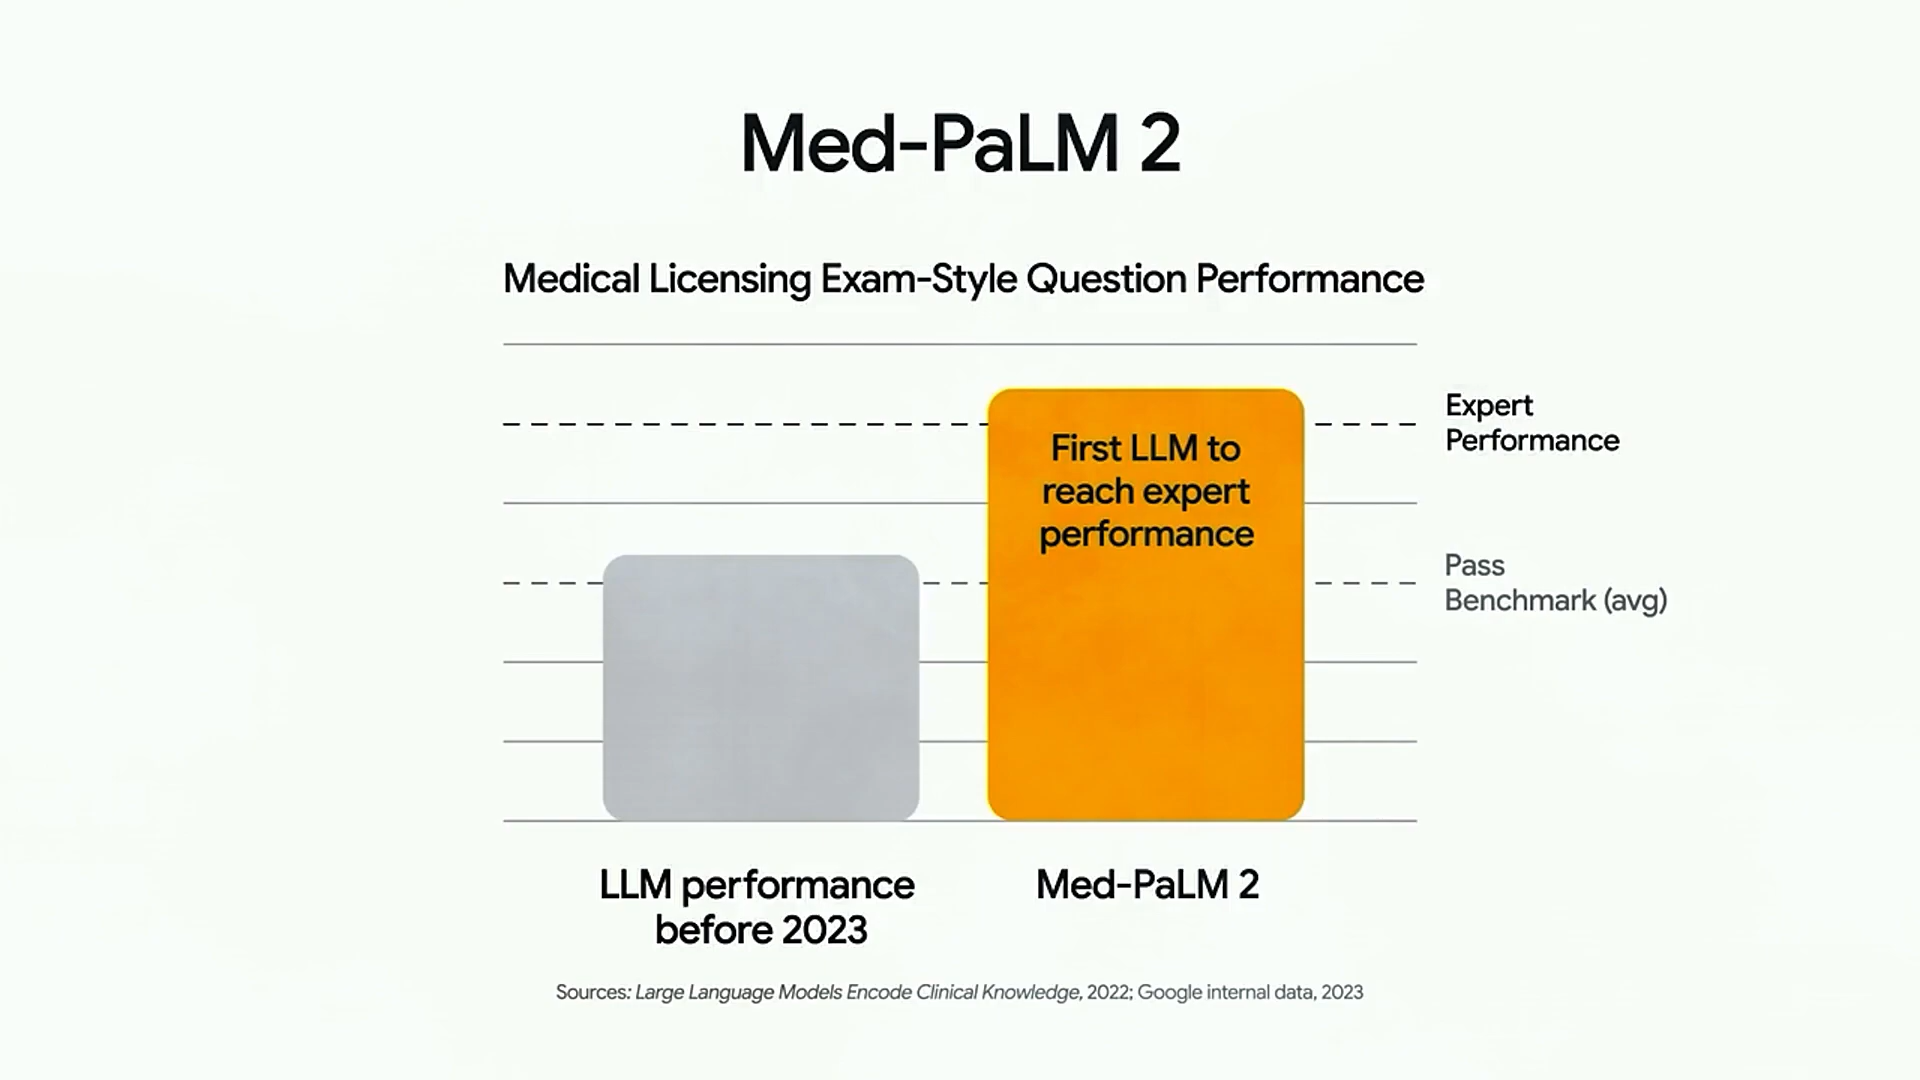 Med-PaLM 2
Medical Licensing Exam-Style Question Performance
Expert
Performance
First LLM to
reach expert
performance
Pass
Benchmark (avg)
LLM performance
before 2023
Med-PaLM 2
Sources: Large Language Models Encode Clinical Knowledge, 2022; Google internal data, 2023